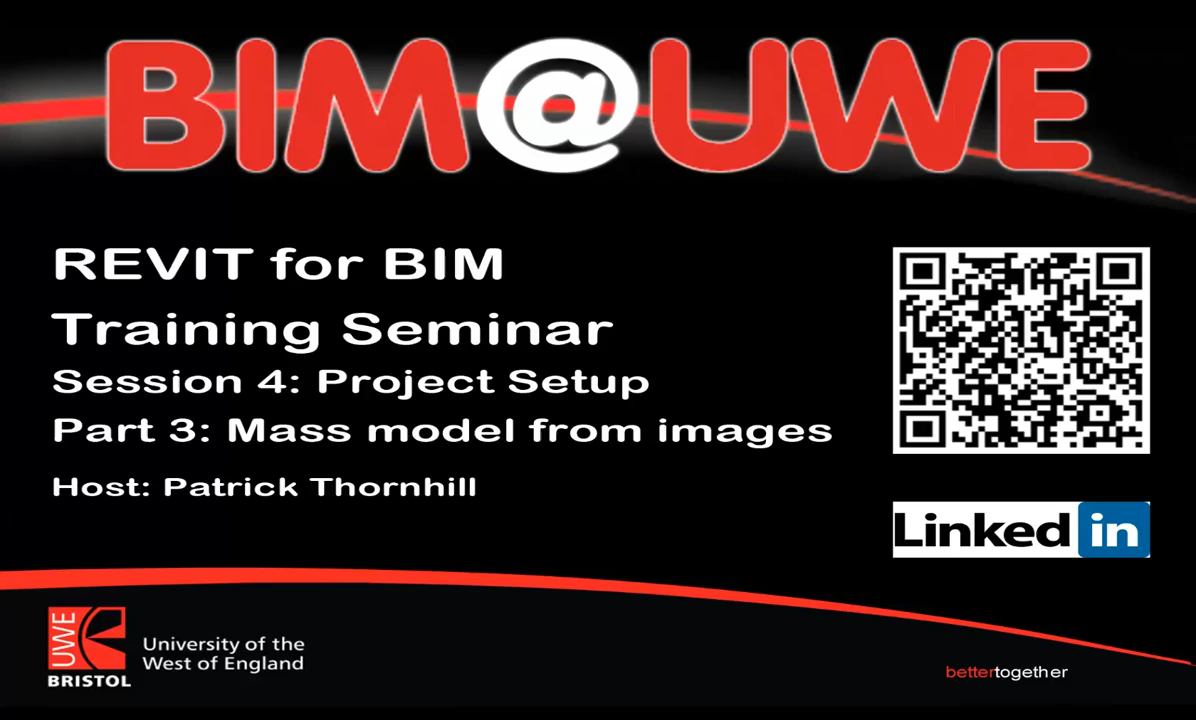 BIM@UWE
REVIT for BIM
Training Seminar
Session 4: Project Setup
Part 3: Mass model from images
Host: Patrick Thornhill
Linked in
UWE
BRISTOL
University of the
West of England
bettertogether